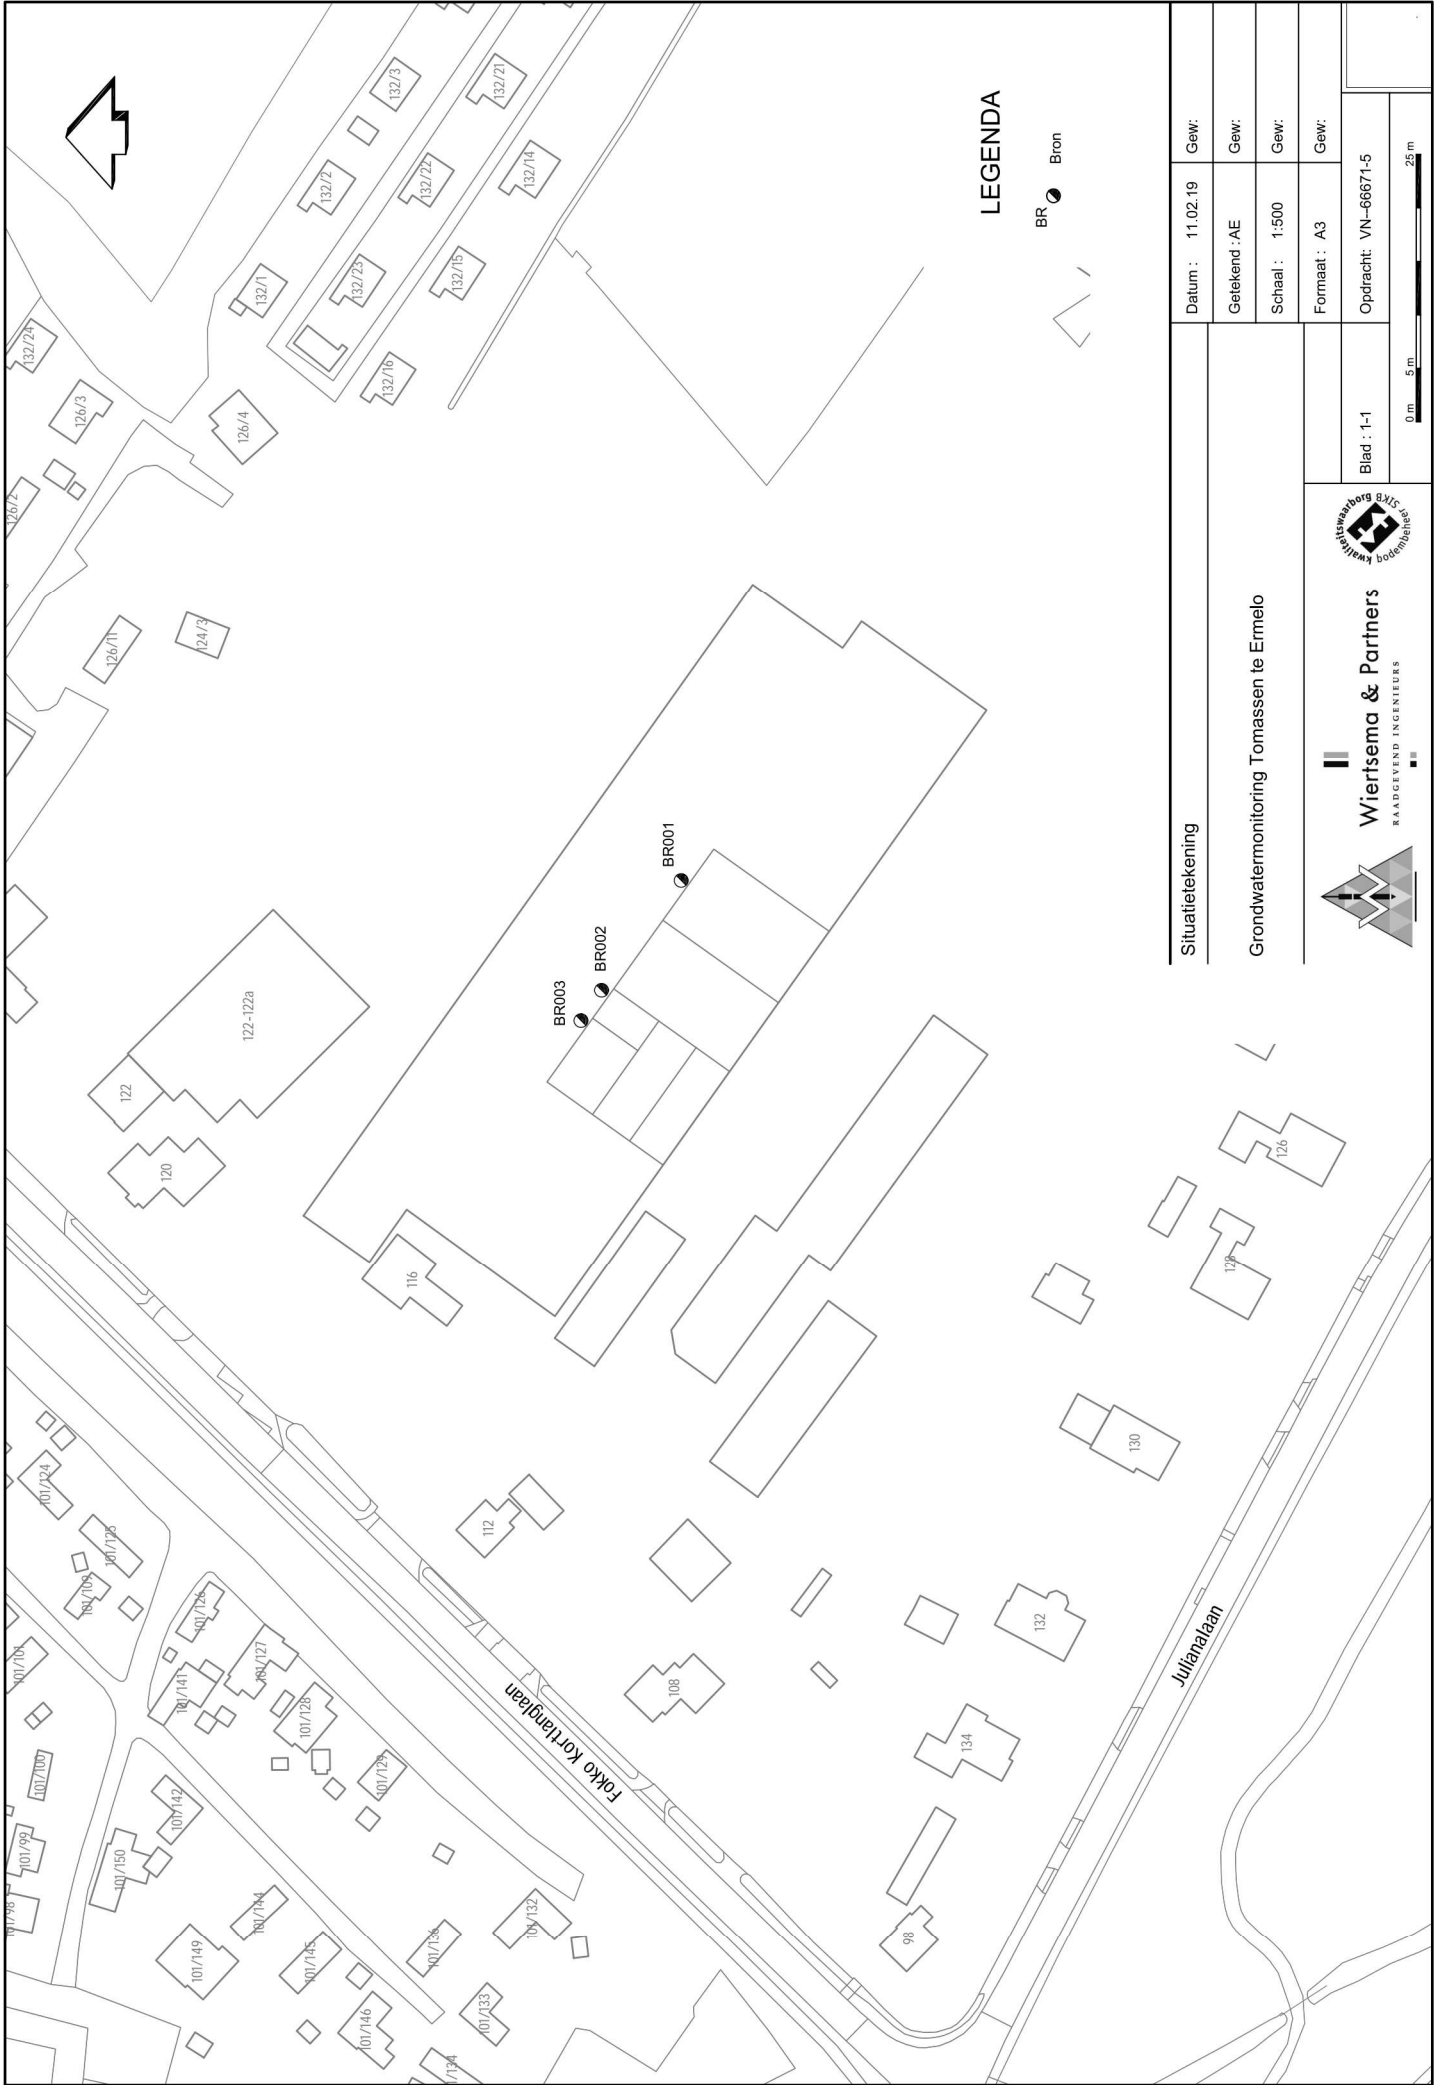 101/98
101/99
101/100
101/101
101/109
101/125
101/124
101/150
101/142
101/141
101/126
101/127
101/128
101/129
101/149
101/144
101/145
101/146
101/136
101/132
101/133
/134
Fokko Kortlanglaan
120
122
122-122a
126/11
124/3
126/2
126/3
132/24
126/4
132/1
132/2
132/3
132/23
132/22
132/21
132/16
132/15
132/14
116
112
108
98
134
132
130
128
126
Julianalaan
BR003
BR002
BR001
LEGENDA
BR Bron
Situatietekening
Grondwatermonitoring Tomassen te Ermelo
Datum : 11.02.19 Gew:
Getekend : AE Gew:
Schaal : 1:500 Gew:
Formaat : A3 Gew:
Wiertsema & Partners
RAADGEVEND INGENIEURS
kwaliteitswaarborg bodembeheer SIKB
Blad : 1-1
Opdracht: VN--66671-5
0 m 5 m 25 m